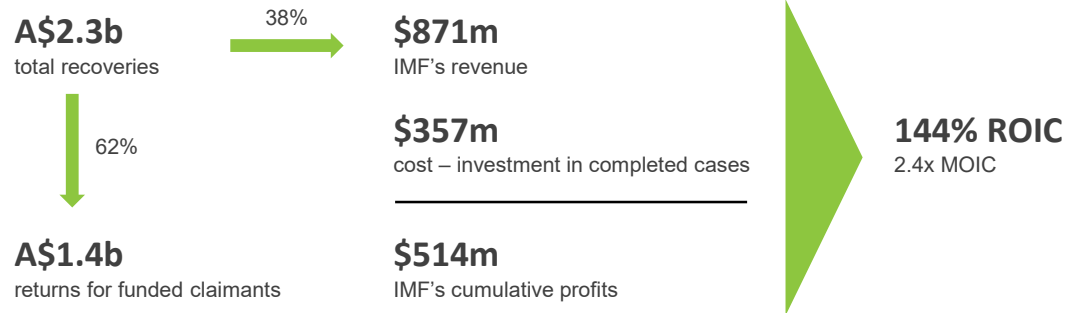 A$2.3b
total recoveries
38%
$871m
IMF's revenue
62%
$357m
cost – investment in completed cases
144% ROIC
2.4x MOIC
A$1.4b
returns for funded claimants
$514m
IMF's cumulative profits